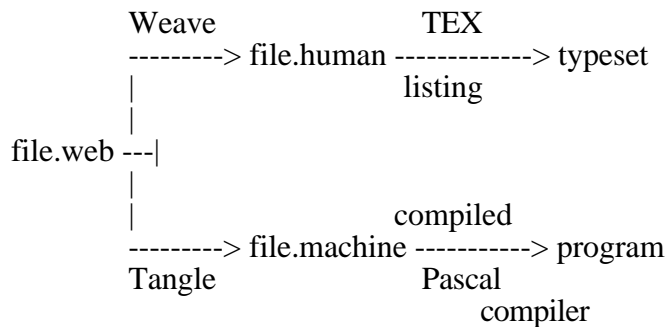 Weave TEX
---------> file.human -------------> typeset
| listing
|
file.web ---|
|
| compiled
---------> file.machine -----------> program
Tangle Pascal
compiler